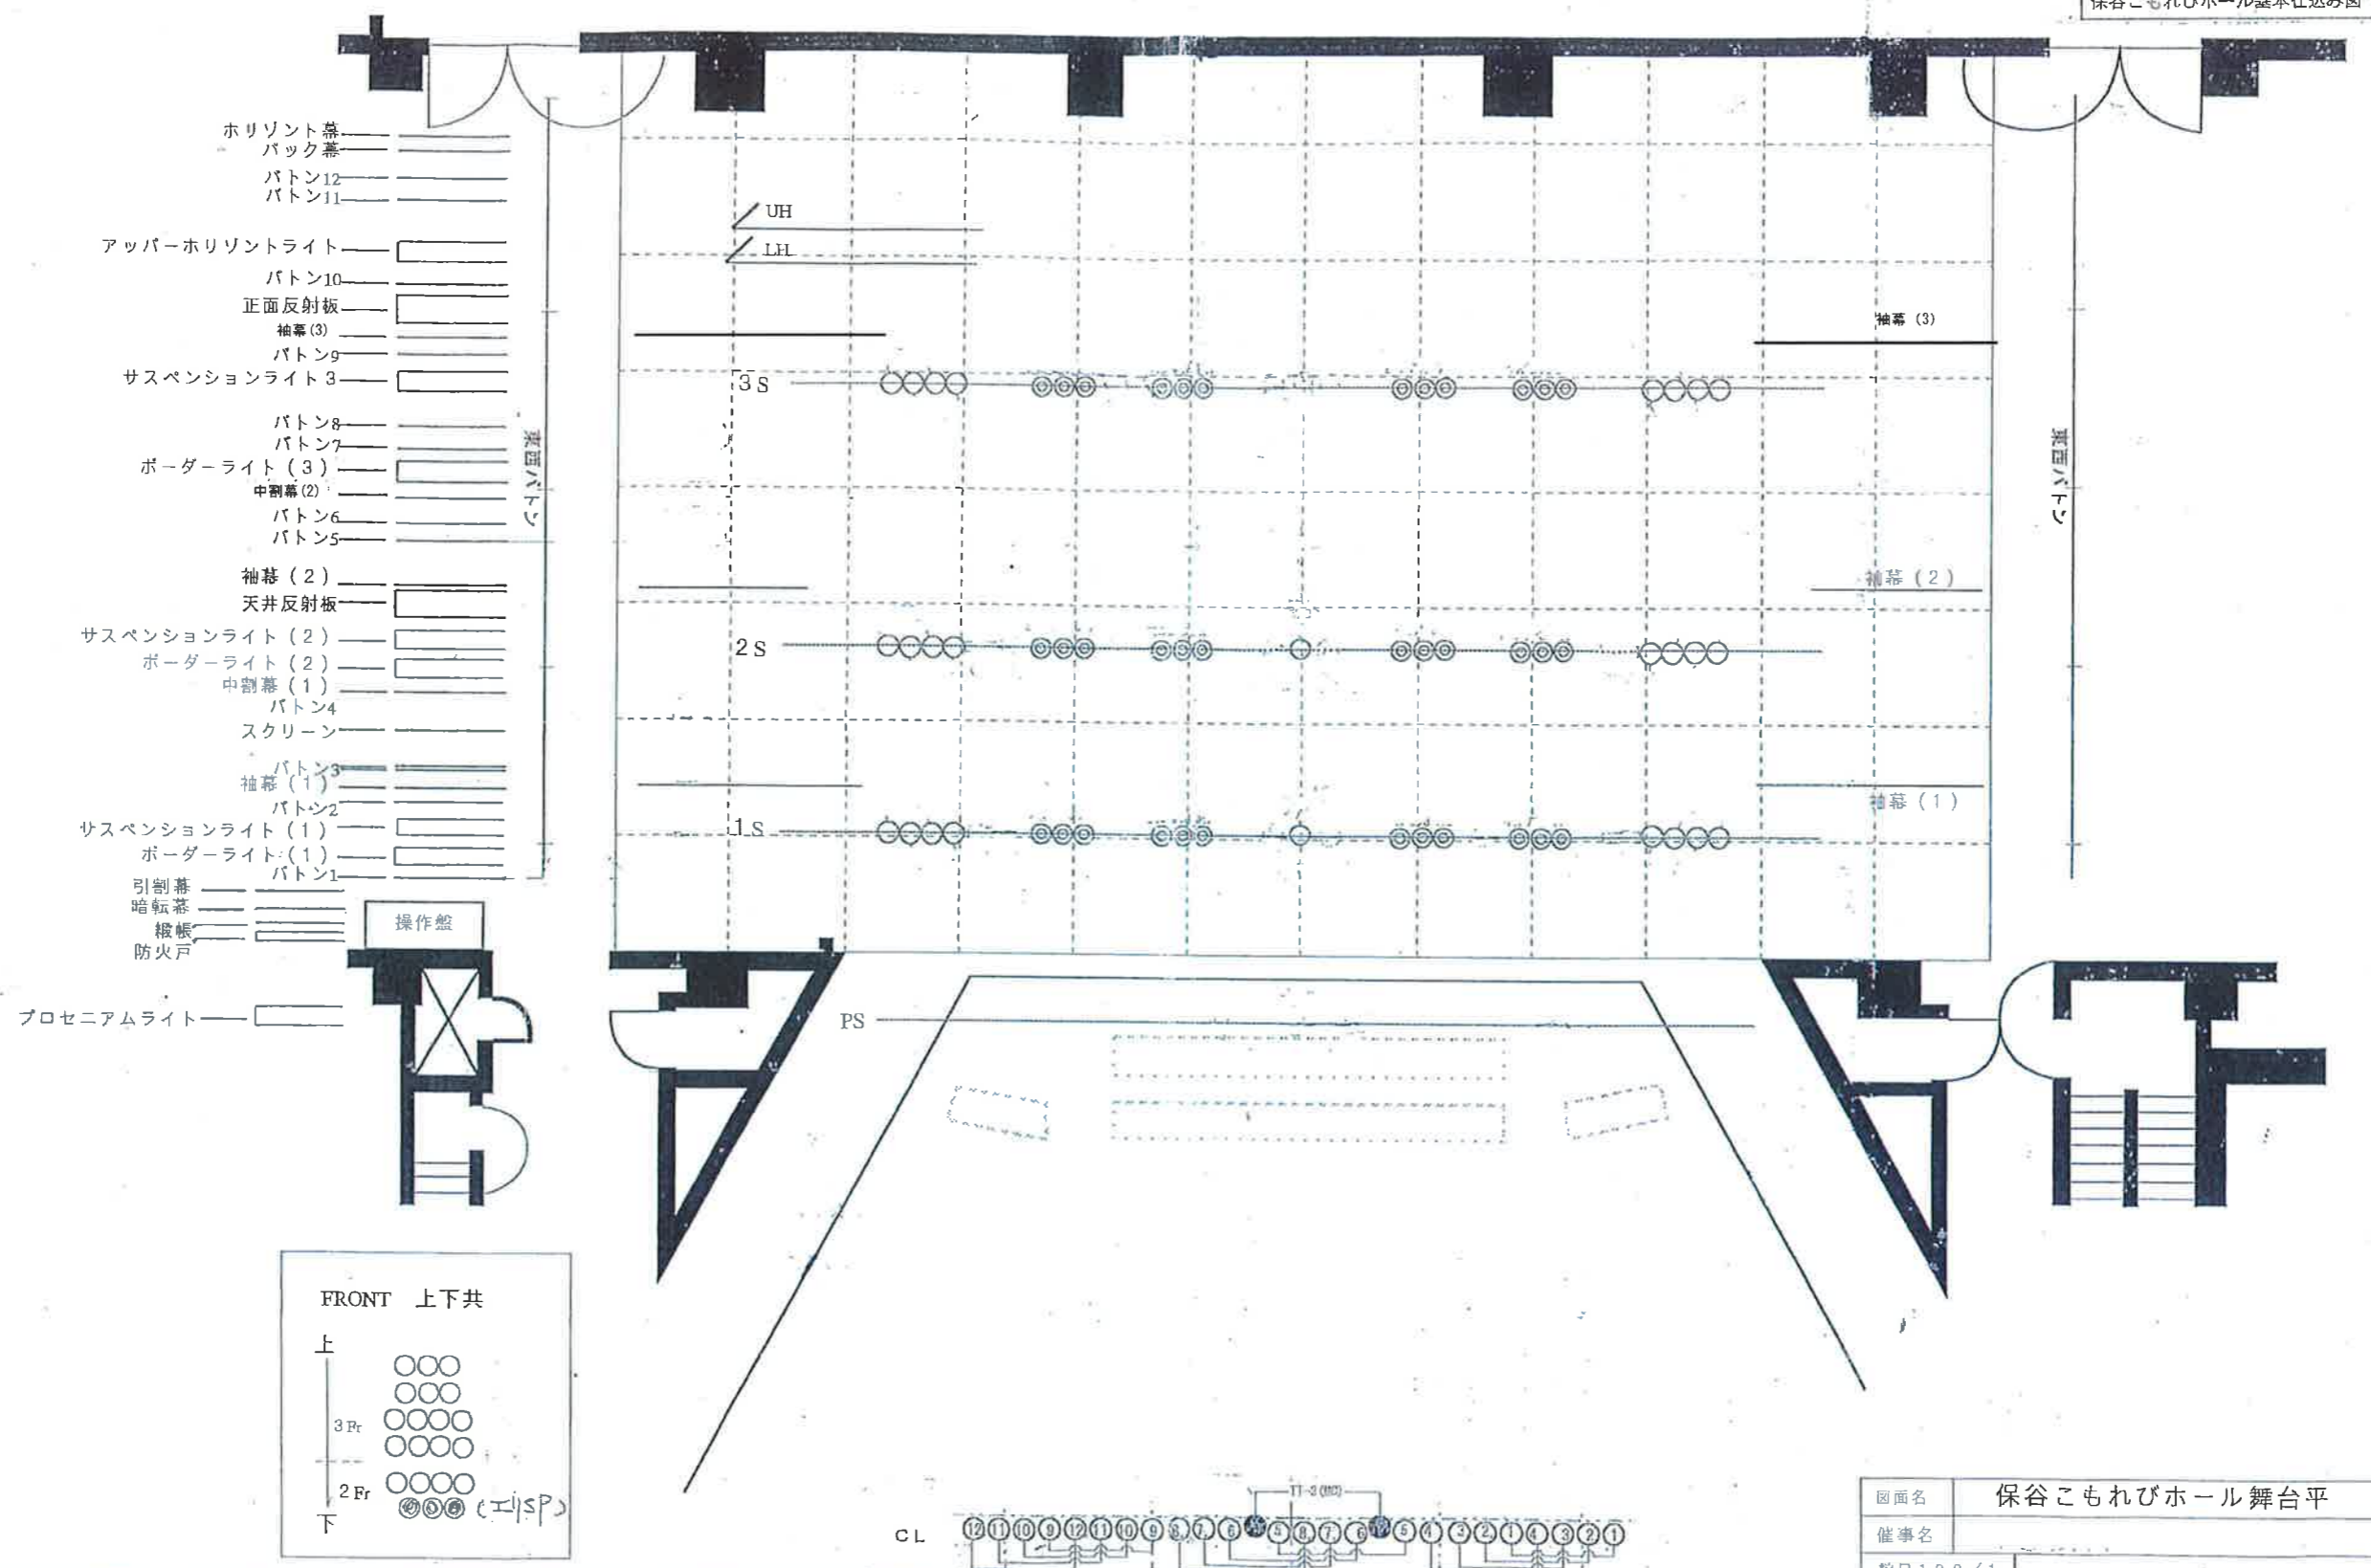 保谷こもれびホール基本仕込み図
ホリゾント幕
バック幕
バトン12
バトン11
UH
アッパーホリゾントライト
LH
バトン10
正面反射板
袖幕(3)
袖幕(3)
バトン9
サスペンションライト3
3S
バトン8
バトン7
東西バトン
東西バトン
ボーダーライト(3)
中割幕(2)
バトン6
バトン5
袖幕(2)
袖幕(2)
天井反射板
サスペンションライト(2)
2S
ボーダーライト(2)
中割幕(1)
バトン4
スクリーン
バトン3
袖幕(1)
袖幕(1)
バトン2
サスペンションライト(1)
1S
ボーダーライト(1)
バトン1
引割幕
暗転幕
操作盤
緞帳
防火戸
プロセニアムライト
PS
FRONT 上下共
上
3Fr
2Fr
(エリSP)
下
CL
⑫⑪⑩⑨⑫⑪⑩⑨⑧⑦⑥
⑤⑧⑦⑥
⑤④③②①④③②①
図面名
保谷こもれびホール舞台平
催事名